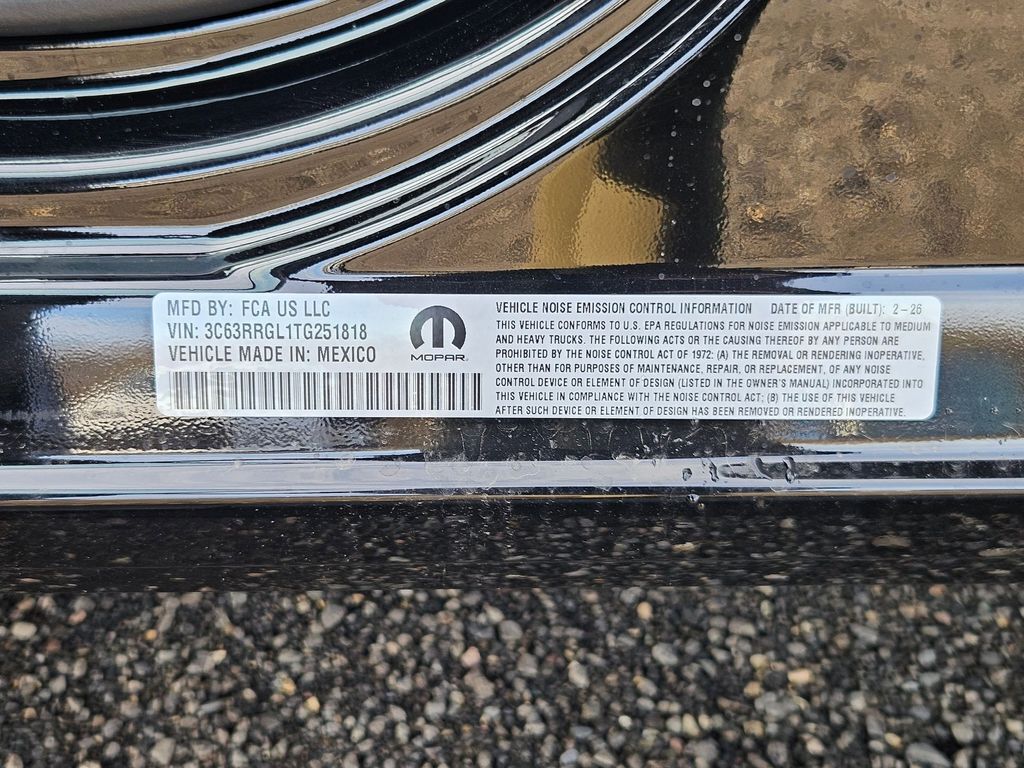 MFD BY: FCA US LLC
VIN: 3C63RRGL1TG251818
VEHICLE MADE IN: MEXICO
MOPAR
VEHICLE NOISE EMISSION CONTROL INFORMATION DATE OF MFR (BUILT): 2-26
THIS VEHICLE CONFORMS TO U.S. EPA REGULATIONS FOR NOISE EMISSION APPLICABLE TO MEDIUM
AND HEAVY TRUCKS. THE FOLLOWING ACTS OR THE CAUSING THEREOF BY ANY PERSON ARE
PROHIBITED BY THE NOISE CONTROL ACT OF 1972: (A) THE REMOVAL OR RENDERING INOPERATIVE,
OTHER THAN FOR PURPOSES OF MAINTENANCE, REPAIR, OR REPLACEMENT, OF ANY NOISE
CONTROL DEVICE OR ELEMENT OF DESIGN (LISTED IN THE OWNER'S MANUAL) INCORPORATED INTO
THIS VEHICLE IN COMPLIANCE WITH THE NOISE CONTROL ACT; (B) THE USE OF THIS VEHICLE
AFTER SUCH DEVICE OR ELEMENT OF DESIGN HAS BEEN REMOVED OR RENDERED INOPERATIVE.